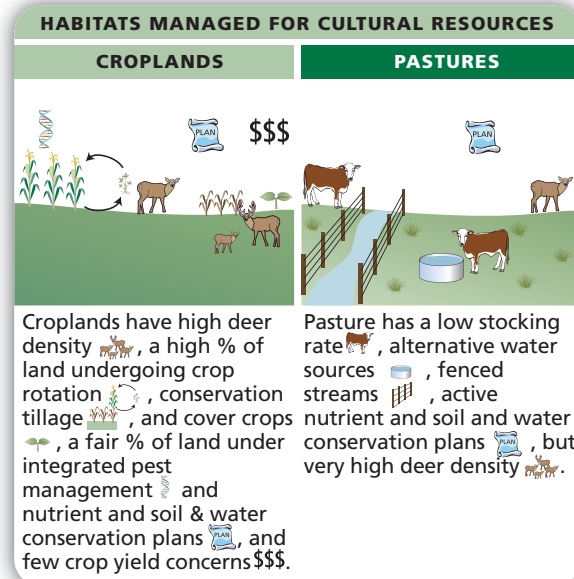 HABITATS MANAGED FOR CULTURAL RESOURCES
CROPLANDS
PLAN
$$$
Croplands have high deer
density , a high % of
land undergoing crop
rotation , conservation
tillage , and cover crops
, a fair % of land under
integrated pest
management and
nutrient and soil & water
conservation plans PLAN , and
few crop yield concerns $$$.
PASTURES
PLAN
Pasture has a low stocking
rate , alternative water
sources , fenced
streams , active
nutrient and soil and water
conservation plans PLAN , but
very high deer density .